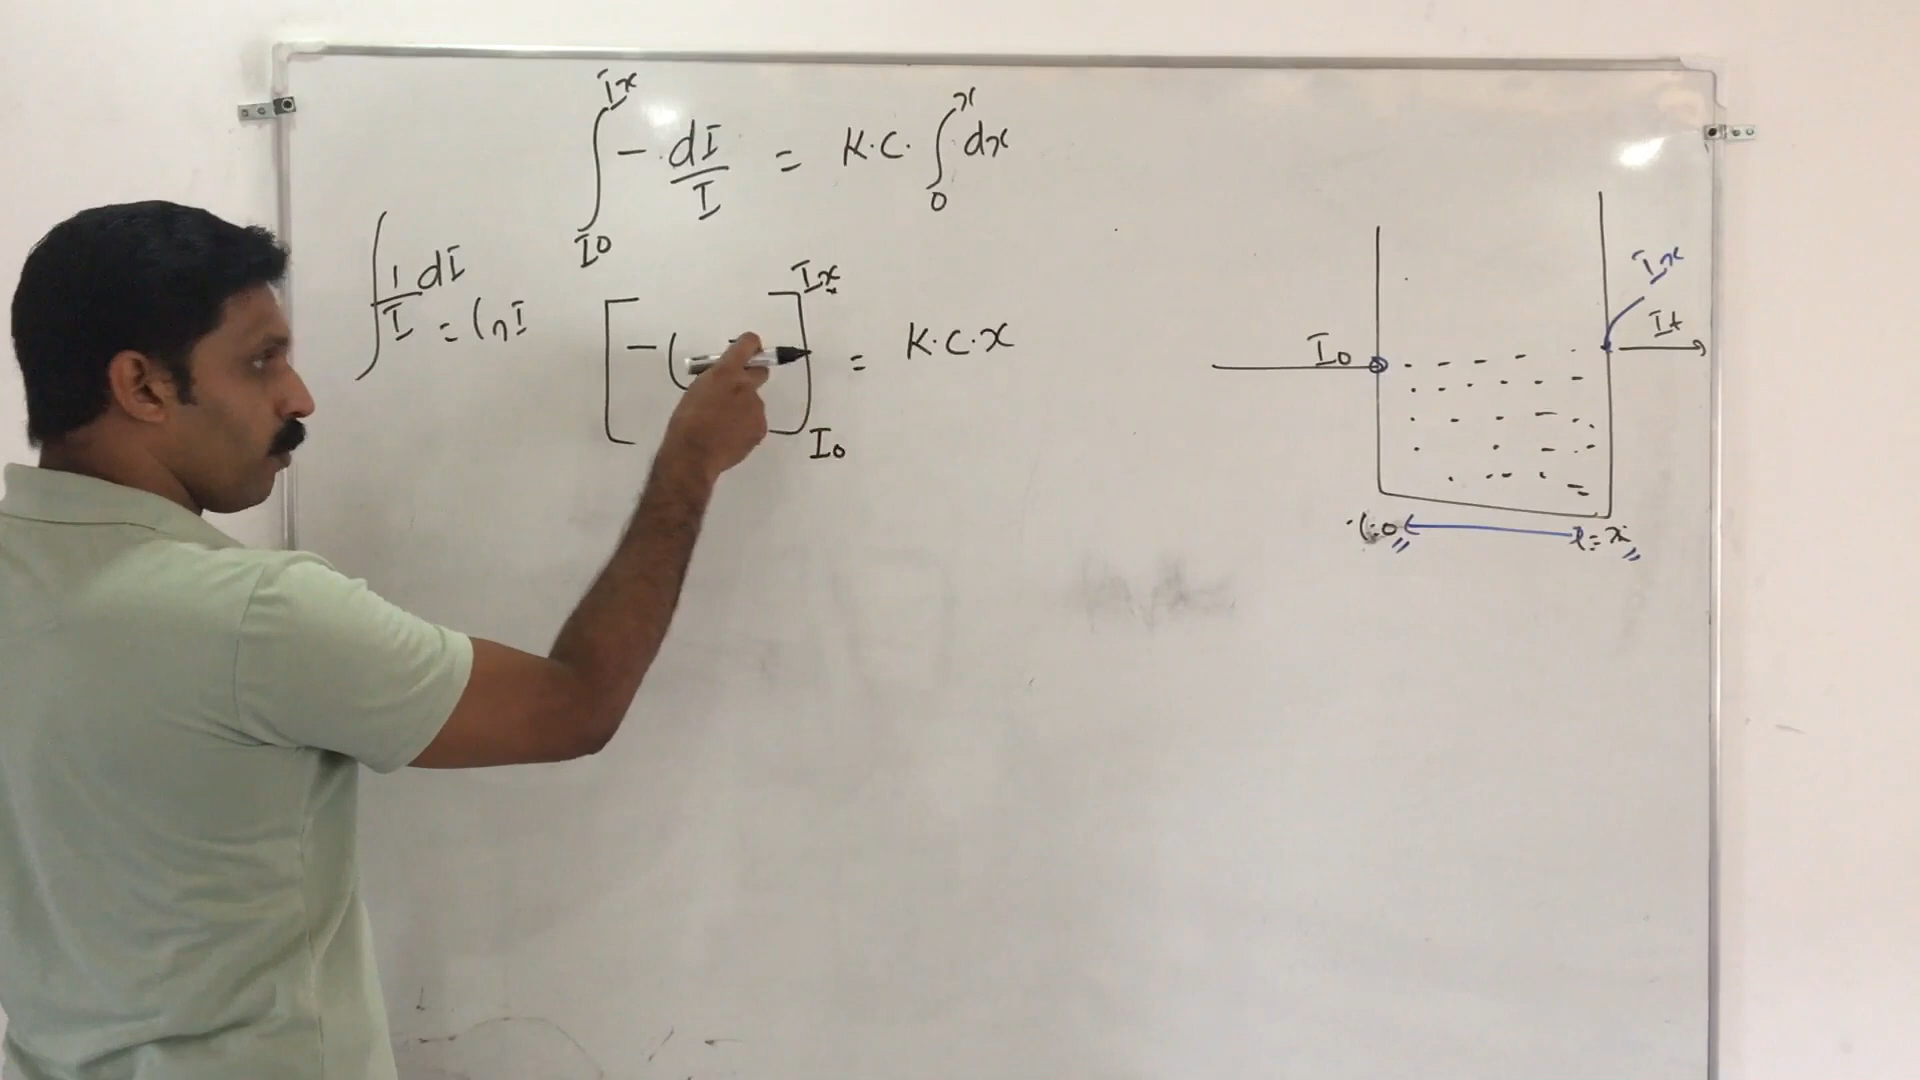 ∫_{I0}^{Ix} - dI/I = K.C. ∫_{0}^{x} dx
∫ 1/I dI
= ln I
[-( ]_{I0}^{Ix} = K.C.x
Ix
I0
It
l=0
l=x